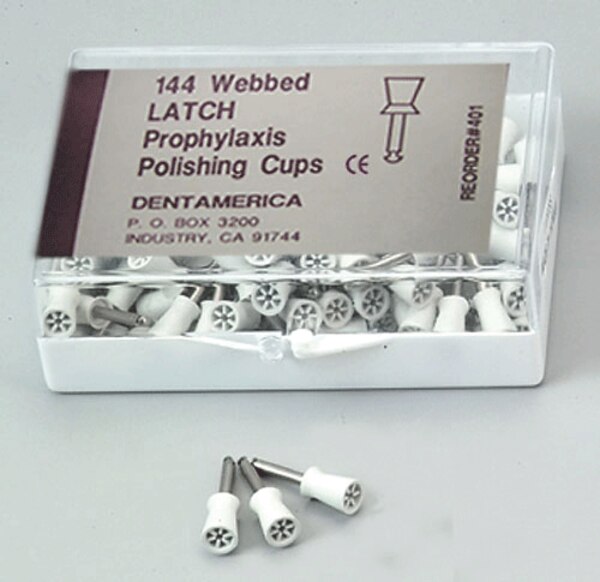 144 Webbed
LATCH
Prophylaxis
Polishing Cups CE
DENTAMERICA
P. O. BOX 3200
INDUSTRY, CA 91744
REORDER#401